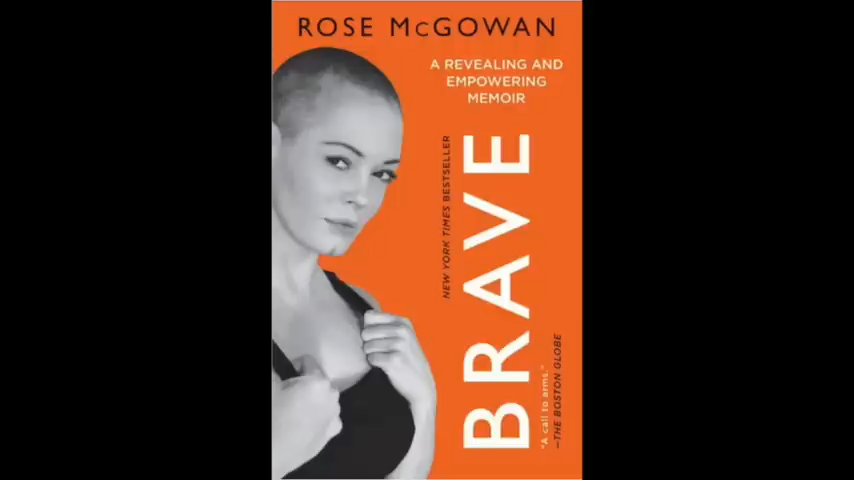 ROSE McGOWAN
A REVEALING AND
EMPOWERING
MEMOIR
NEW YORK TIMES BESTSELLER
BRAVE
"A call to arms."
—THE BOSTON GLOBE